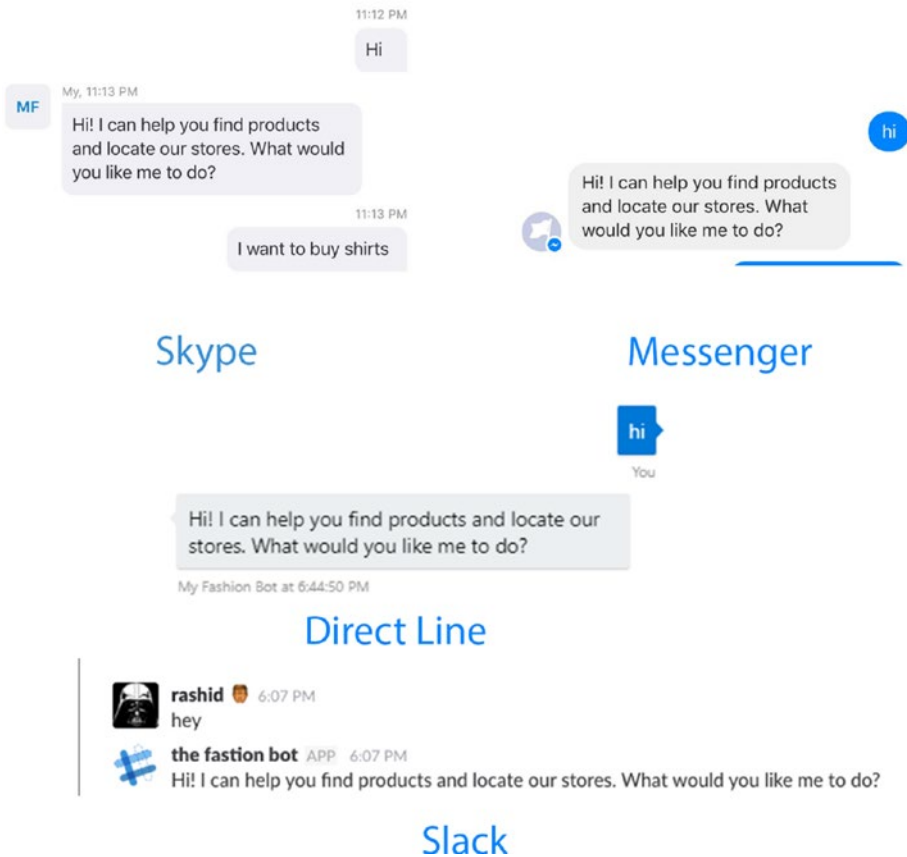 11:12 PM
Hi
MF
My, 11:13 PM
Hi! I can help you find products
and locate our stores. What would
you like me to do?
11:13 PM
I want to buy shirts
Skype
hi
Hi! I can help you find products
and locate our stores. What
would you like me to do?
Messenger
hi
You
Hi! I can help you find products and locate our
stores. What would you like me to do?
My Fashion Bot at 6:44:50 PM
Direct Line
rashid 6:07 PM
hey
the fastion bot APP 6:07 PM
Hi! I can help you find products and locate our stores. What would you like me to do?
Slack